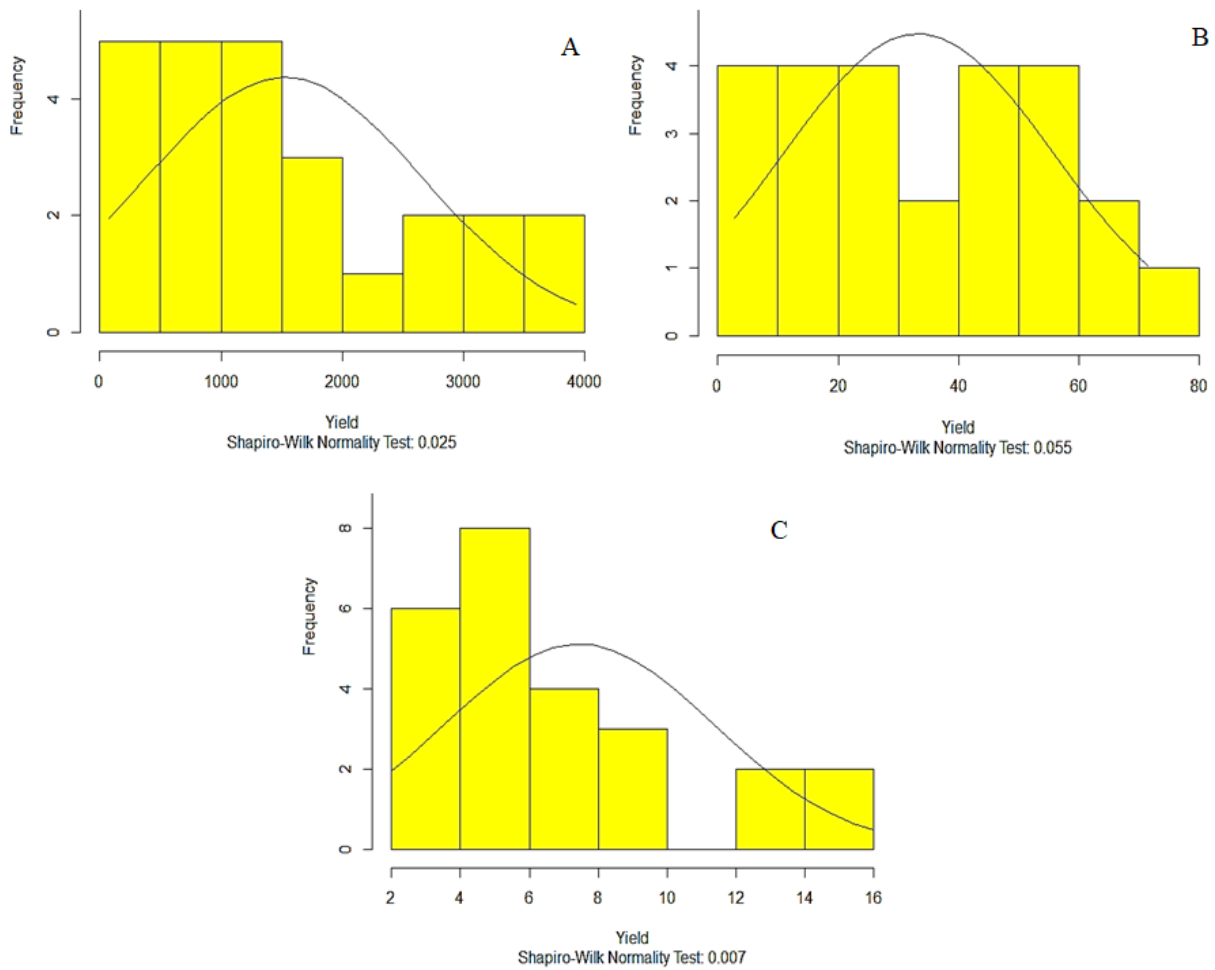 A
Frequency
4
2
0
0 1000 2000 3000 4000
Yield
Shapiro-Wilk Normality Test: 0.025
B
Frequency
4
3
2
1
0
0 20 40 60 80
Yield
Shapiro-Wilk Normality Test: 0.055
C
Frequency
8
6
4
2
0
2 4 6 8 10 12 14 16
Yield
Shapiro-Wilk Normality Test: 0.007